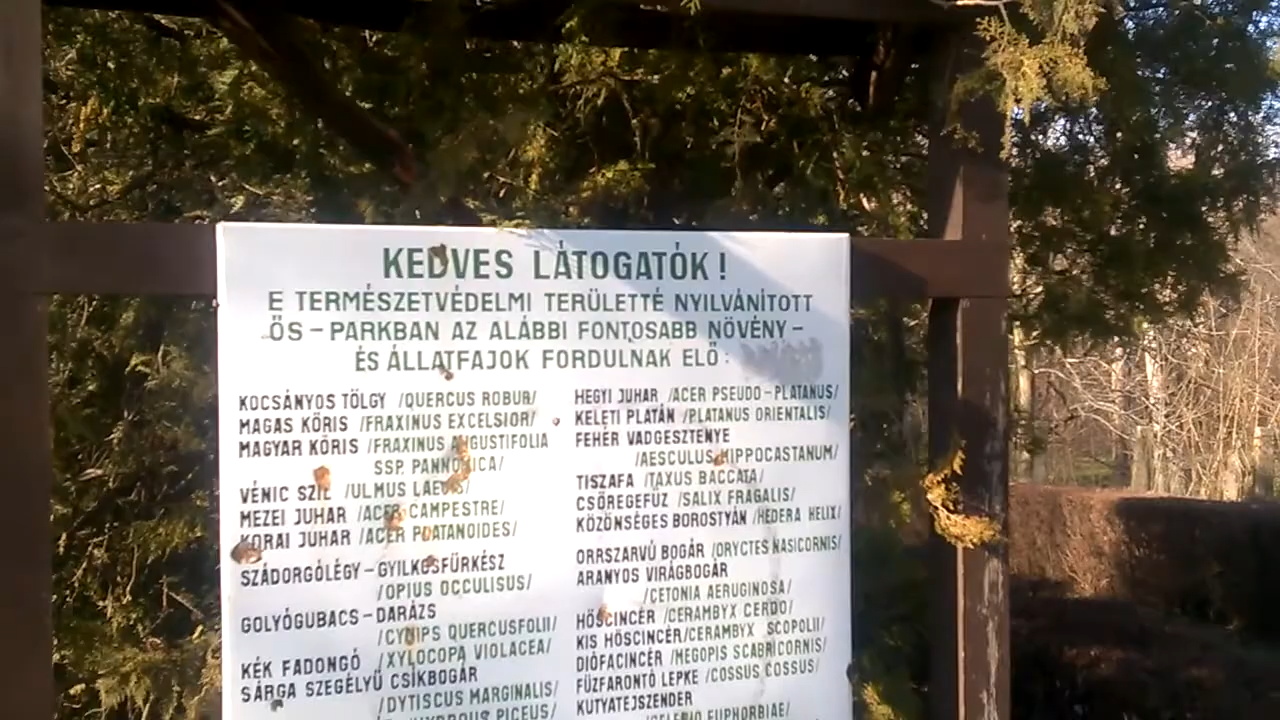 KEDVES LÁTOGATÓK!
E TERMÉSZETVÉDELMI TERÜLETTÉ NYILVÁNÍTOTT
ŐS-PARKBAN AZ ALÁBBI FONTOSABB NÖVÉNY-
ÉS ÁLLATFAJOK FORDULNAK ELŐ:
KOCSÁNYOS TÖLGY /QUERCUS ROBUR/
MAGAS KŐRIS /FRAXINUS EXCELSIOR/
MAGYAR KŐRIS /FRAXINUS ANGUSTIFOLIA
SSP. PANNONICA/
VÉNIC SZIL /ULMUS LAEVIS/
MEZEI JUHAR /ACER CAMPESTRE/
KORAI JUHAR /ACER PLATANOIDES/
SZÁDORGÓLÉGY-GYILKOSFÜRKÉSZ
/OPIUS OCCULISUS/
GOLYÓGUBACS-DARÁZS
/CYNIPS QUERCUSFOLII/
KÉK FADONGÓ /XYLOCOPA VIOLACEA/
SÁRGA SZEGÉLYŰ CSÍKBOGÁR
/DYTISCUS MARGINALIS/
/HYDROUS PICEUS/
HEGYI JUHAR /ACER PSEUDO-PLATANUS/
KELETI PLATÁN /PLATANUS ORIENTALIS/
FEHÉR VADGESZTENYE
/AESCULUS HIPPOCASTANUM/
TISZAFA /TAXUS BACCATA/
CSÖREGEFŰZ /SALIX FRAGALIS/
KÖZÖNSÉGES BOROSTYÁN /HEDERA HELIX/
ORRSZARVÚ BOGÁR /ORYCTES NASICORNIS/
ARANYOS VIRÁGBOGÁR
/CETONIA AERUGINOSA/
HŐSCINCÉR /CERAMBYX CERDO/
KIS HŐSCINCÉR/CERAMBYX SCOPOLII/
DIÓFACINCÉR /MEGOPIS SCABRICORNIS/
FŰZFARONTÓ LEPKE /COSSUS COSSUS/
KUTYATEJSZENDER
/CELERIO EUPHORBIAE/